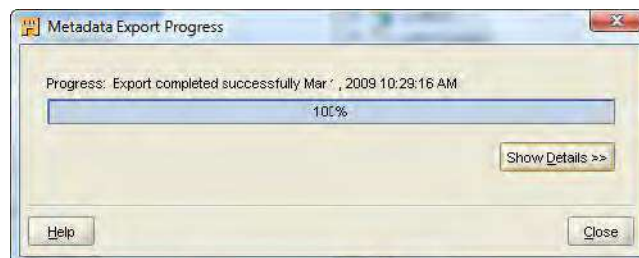 Metadata Export Progress
Progress: Export completed successfully Mar , 2009 10:29:16 AM
100%
Show Details >>
Help
Close